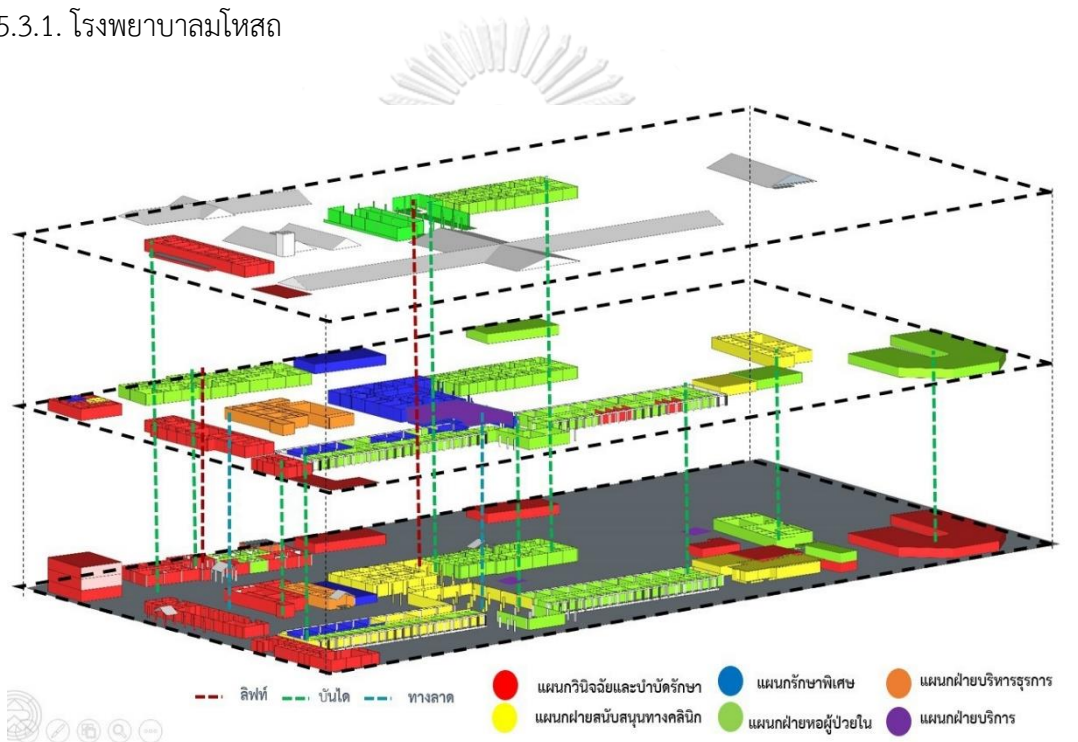 5.3.1. โรงพยาบาลมโหสถ
ลิฟท์ บันได ทางลาด
แผนกวินิจฉัยและบำบัดรักษา
แผนกรักษาพิเศษ
แผนกฝ่ายบริหารธุรการ
แผนกฝ่ายสนับสนุนทางคลินิก
แผนกฝ่ายหอผู้ป่วยใน
แผนกฝ่ายบริการ